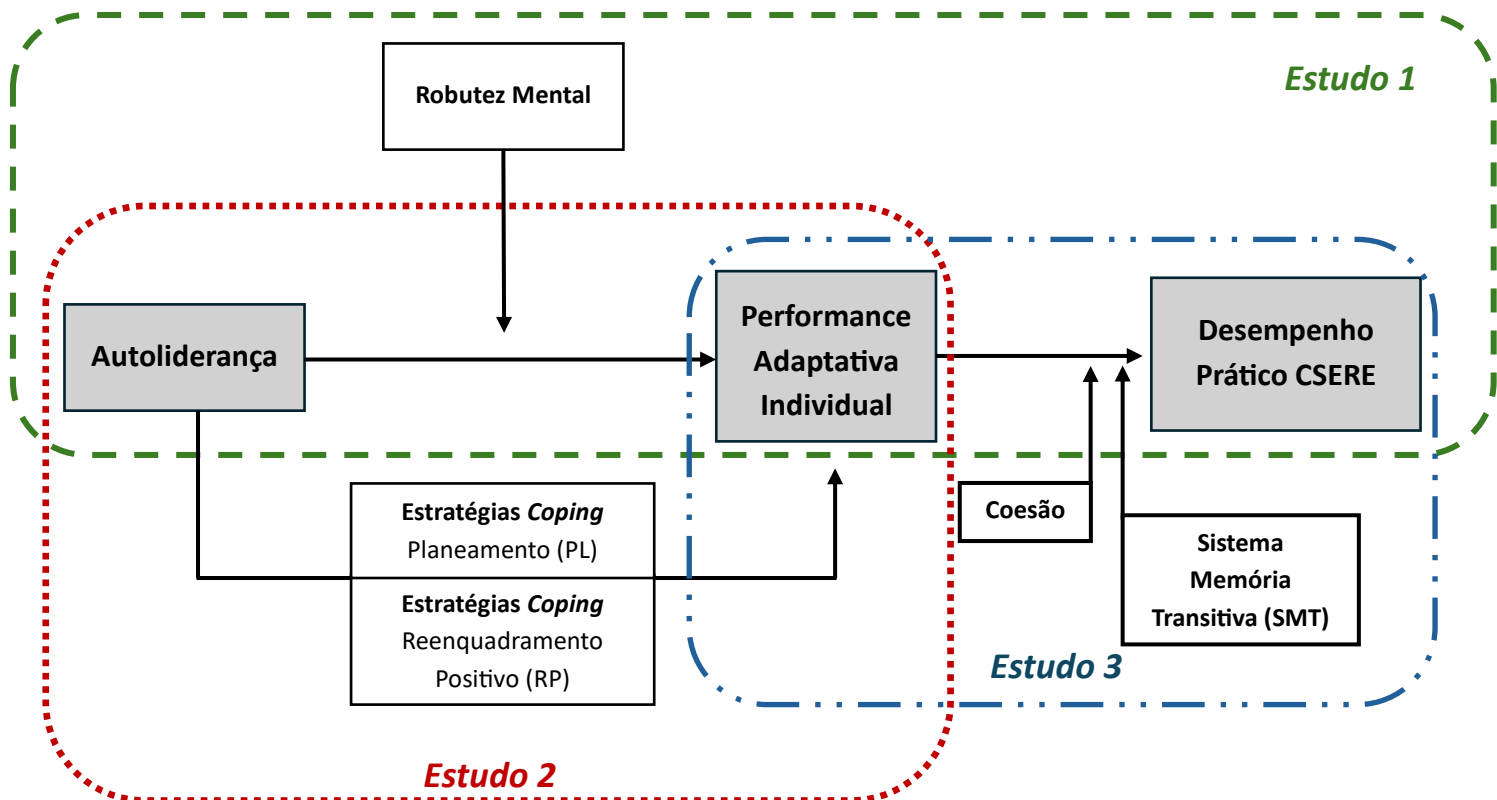 Estudo 1
Robutez Mental
Autoliderança
Performance
Adaptativa
Individual
Desempenho
Prático CSERE
Estratégias Coping
Planeamento (PL)
Estratégias Coping
Reenquadramento
Positivo (RP)
Coesão
Sistema
Memória
Transitiva (SMT)
Estudo 3
Estudo 2